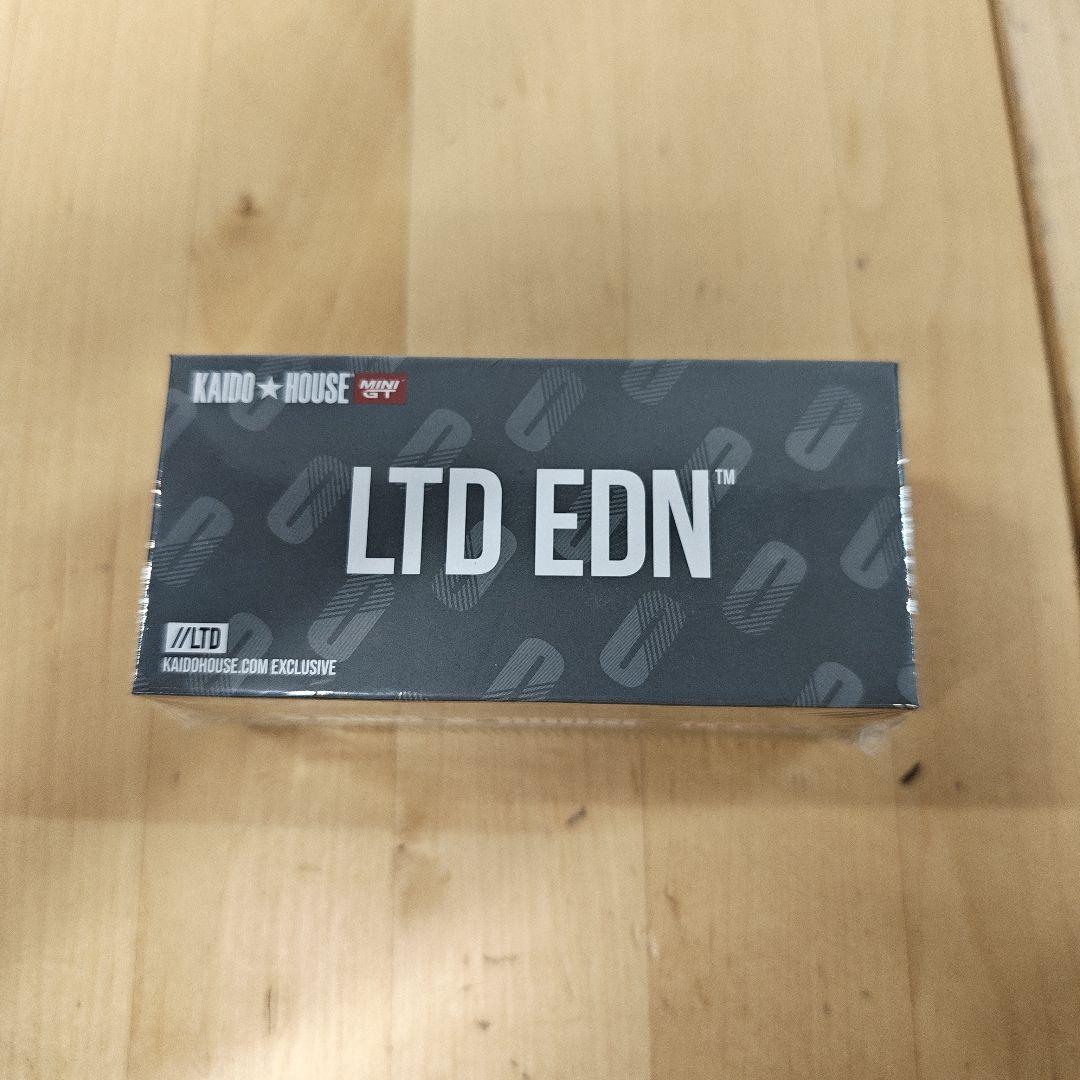 KAIDO★HOUSE MINI GT
LTD EDN™
//LTD
KAIDOHOUSE.COM EXCLUSIVE